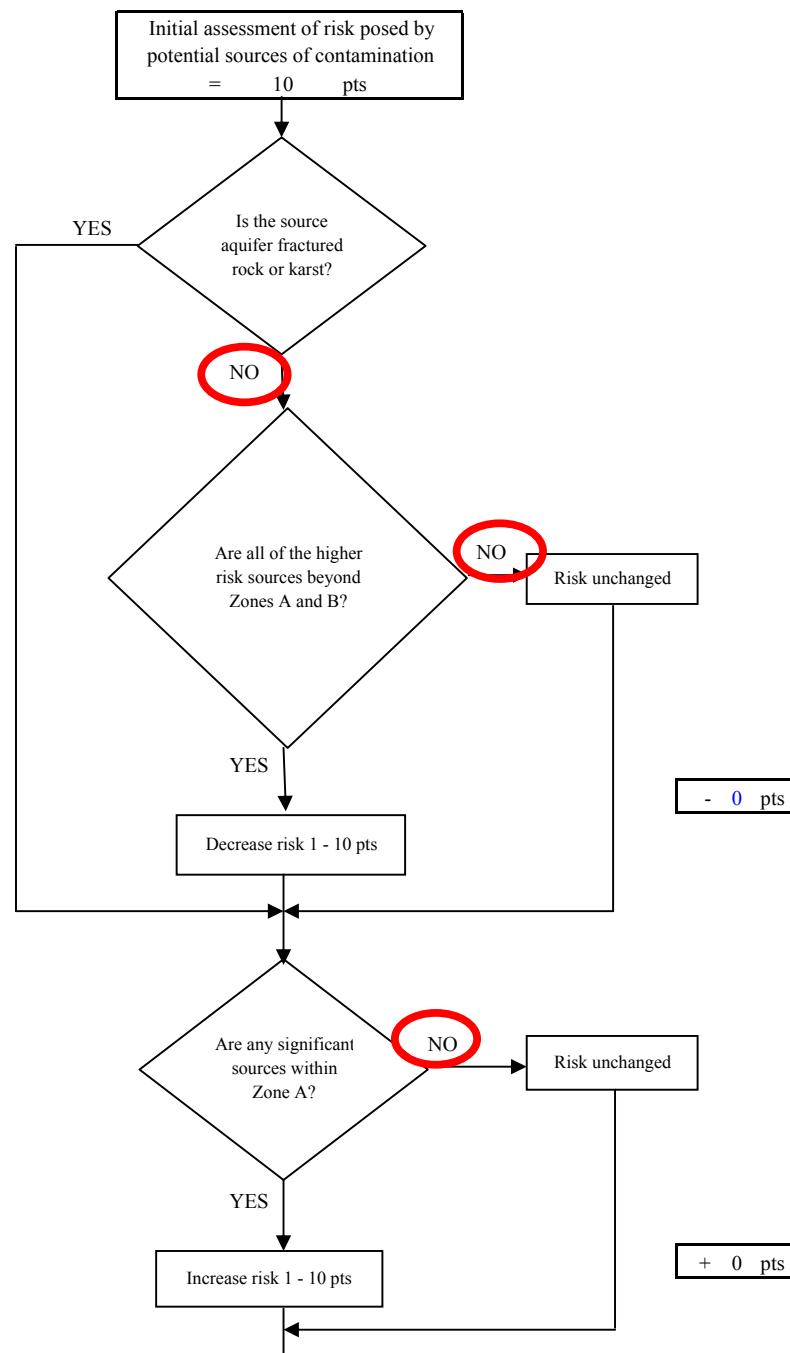 Initial assessment of risk posed by
potential sources of contamination
= 10 pts
YES
Is the source
aquifer fractured
rock or karst?
NO
Are all of the higher
risk sources beyond
Zones A and B?
NO
Risk unchanged
YES
- 0 pts
Decrease risk 1 - 10 pts
Are any significant
sources within
Zone A?
NO
Risk unchanged
YES
+ 0 pts
Increase risk 1 - 10 pts